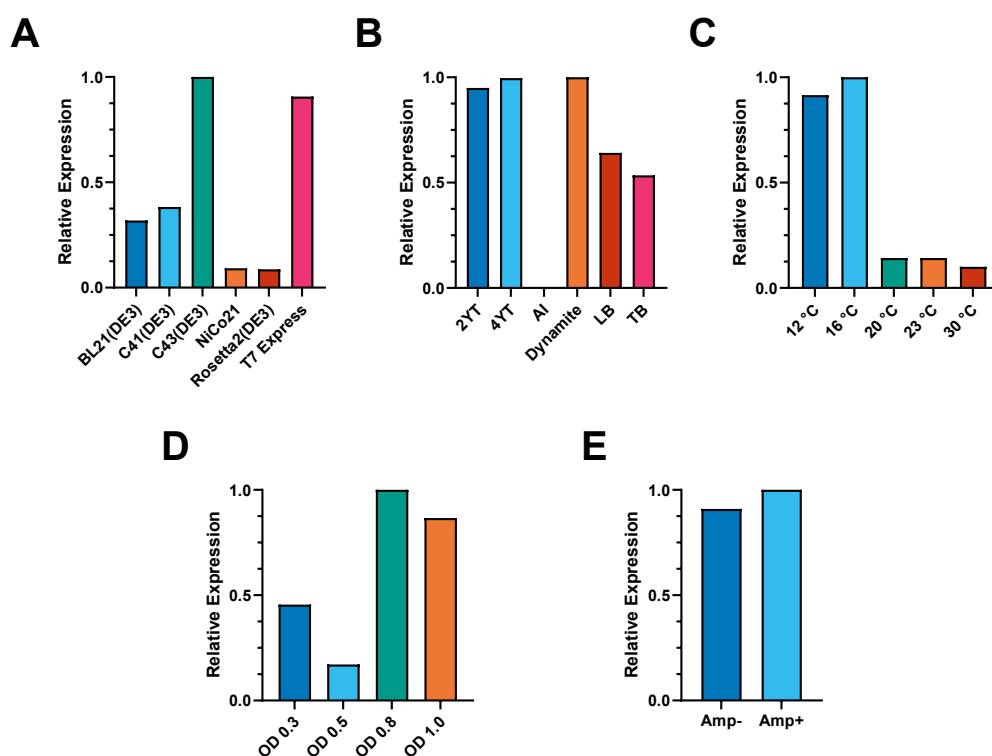 A
Relative Expression
1.0
0.5
0.0
BL21(DE3)
C41(DE3)
C43(DE3)
NiCo21
Rosetta2(DE3)
T7 Express
B
Relative Expression
1.0
0.5
0.0
2YT
4YT
AI
Dynamite
LB
TB
C
Relative Expression
1.0
0.5
0.0
12 °C
16 °C
20 °C
23 °C
30 °C
D
Relative Expression
1.0
0.5
0.0
OD 0.3
OD 0.5
OD 0.8
OD 1.0
E
Relative Expression
1.0
0.5
0.0
Amp-
Amp+